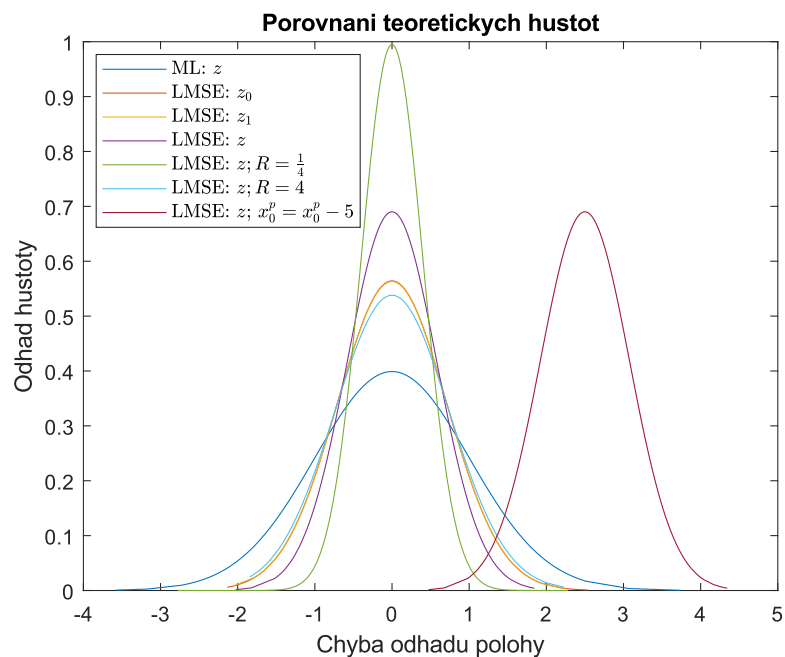 Porovnani teoretickych hustot
ML: z
LMSE: z₀
LMSE: z₁
LMSE: z
LMSE: z; R = 1/4
LMSE: z; R = 4
LMSE: z; x₀ᵖ = x₀ᵖ − 5
Odhad hustoty
1
0.9
0.8
0.7
0.6
0.5
0.4
0.3
0.2
0.1
0
-4 -3 -2 -1 0 1 2 3 4 5
Chyba odhadu polohy